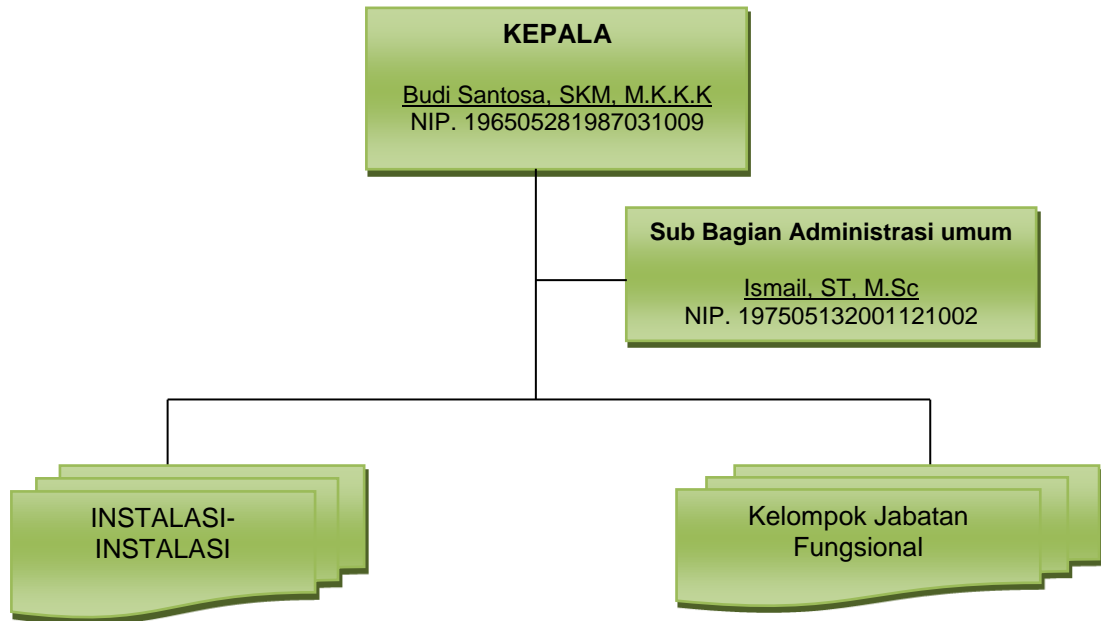 KEPALA
Budi Santosa, SKM, M.K.K.K
NIP. 196505281987031009
Sub Bagian Administrasi umum
Ismail, ST, M.Sc
NIP. 197505132001121002
INSTALASI-
INSTALASI
Kelompok Jabatan
Fungsional